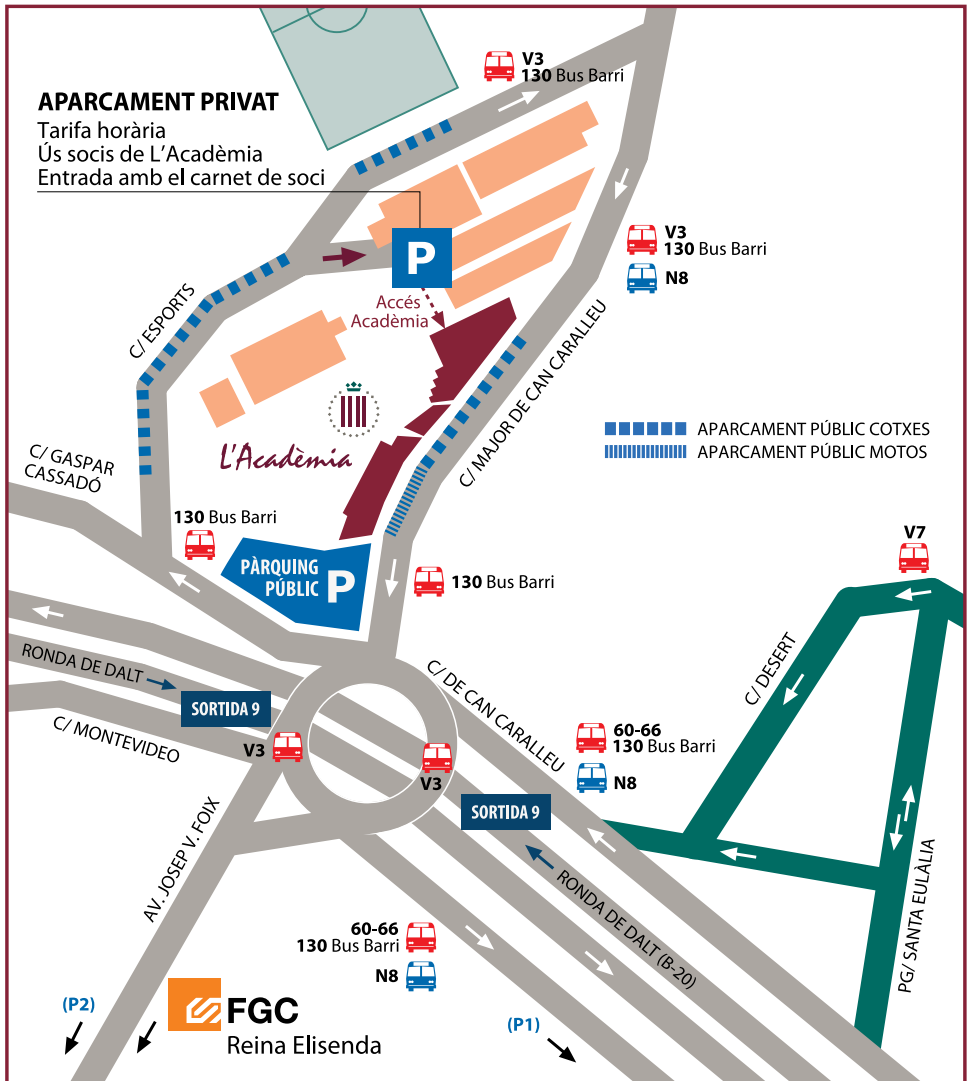 V3
130 Bus Barri
APARCAMENT PRIVAT
Tarifa horària
Ús socis de L'Acadèmia
Entrada amb el carnet de soci
V3
130 Bus Barri
N8
P
Accés
Acadèmia
C/ ESPORTS
C/ MAJOR DE CAN CARALLEU
L'Acadèmia
APARCAMENT PÚBLIC COTXES
APARCAMENT PÚBLIC MOTOS
C/ GASPAR
CASSADÓ
130 Bus Barri
PÀRQUING
PÚBLIC
P
130 Bus Barri
V7
RONDA DE DALT
SORTIDA 9
C/ MONTEVIDEO
V3
V3
C/ DE CAN CARALLEU
C/ DESERT
60-66
130 Bus Barri
N8
SORTIDA 9
AV. JOSEP V. FOIX
RONDA DE DALT (B-20)
PG/ SANTA EULÀLIA
60-66
130 Bus Barri
N8
(P2)
FGC
Reina Elisenda
(P1)